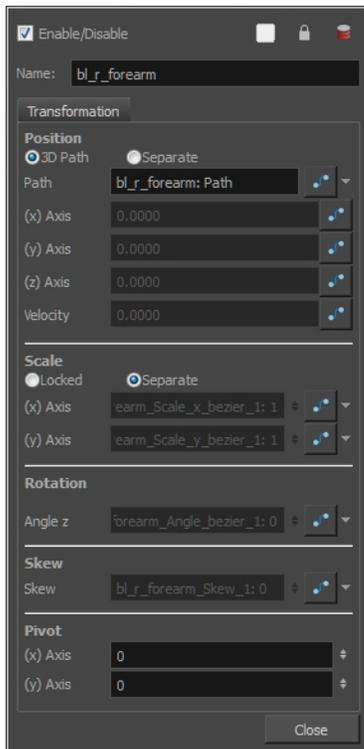 Enable/Disable
Name: bl_r_forearm
Transformation
Position
3D Path Separate
Path bl_r_forearm: Path
(x) Axis 0.0000
(y) Axis 0.0000
(z) Axis 0.0000
Velocity 0.0000
Scale
Locked Separate
(x) Axis earm_Scale_x_bezier_1: 1
(y) Axis earm_Scale_y_bezier_1: 1
Rotation
Angle z forearm_Angle_bezier_1: 0
Skew
Skew bl_r_forearm_Skew_1: 0
Pivot
(x) Axis 0
(y) Axis 0
Close